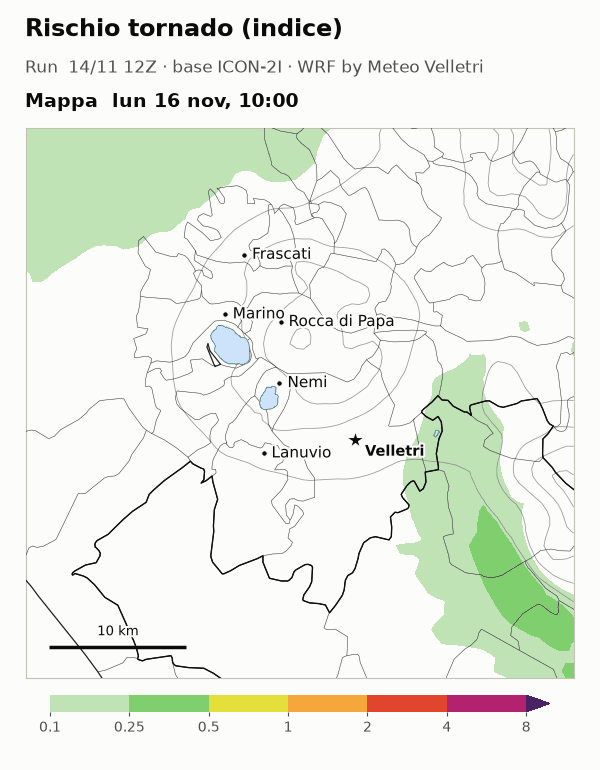 Rischio tornado (indice)
Run  14/11 12Z · base ICON-2I · WRF by Meteo Velletri
Mappa  lun 16 nov, 10:00
Frascati
Marino
Rocca di Papa
Nemi
Velletri
Lanuvio
10 km
0.1 0.25 0.5 1 2 4 8